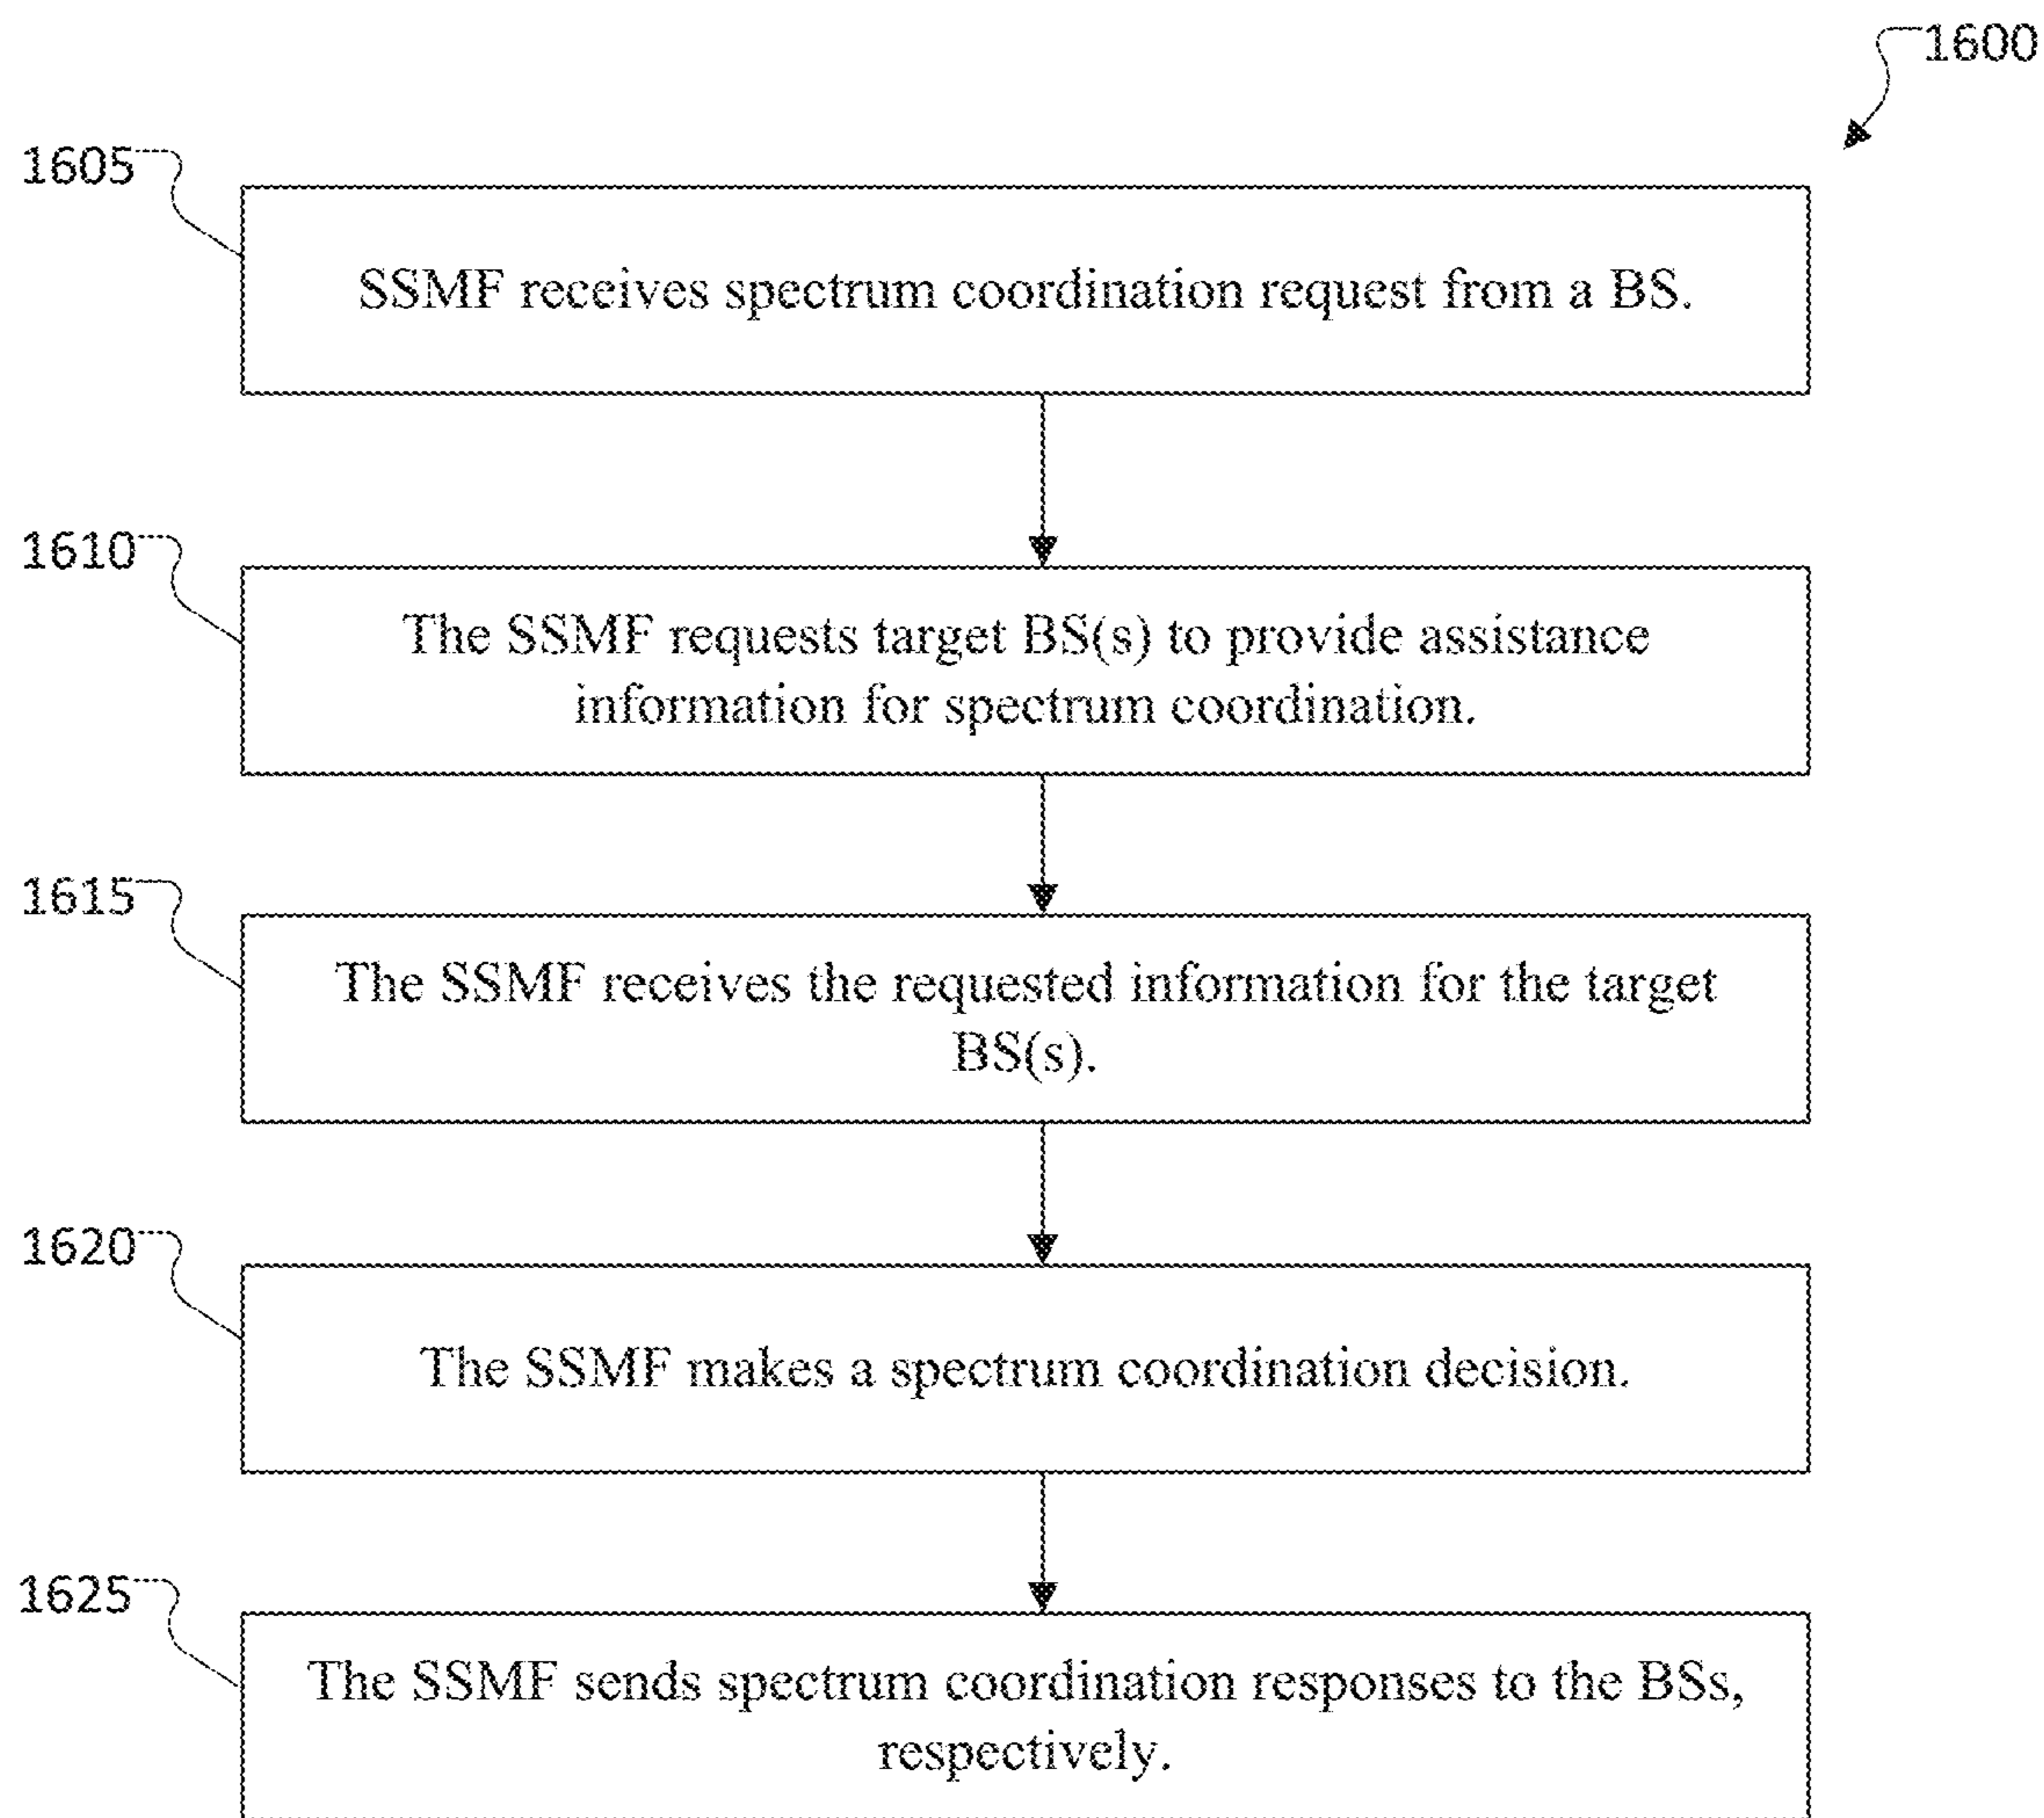 1600
1605
SSMF receives spectrum coordination request from a BS.
1610
The SSMF requests target BS(s) to provide assistance
information for spectrum coordination.
1615
The SSMF receives the requested information for the target
BS(s).
1620
The SSMF makes a spectrum coordination decision.
1625
The SSMF sends spectrum coordination responses to the BSs,
respectively.